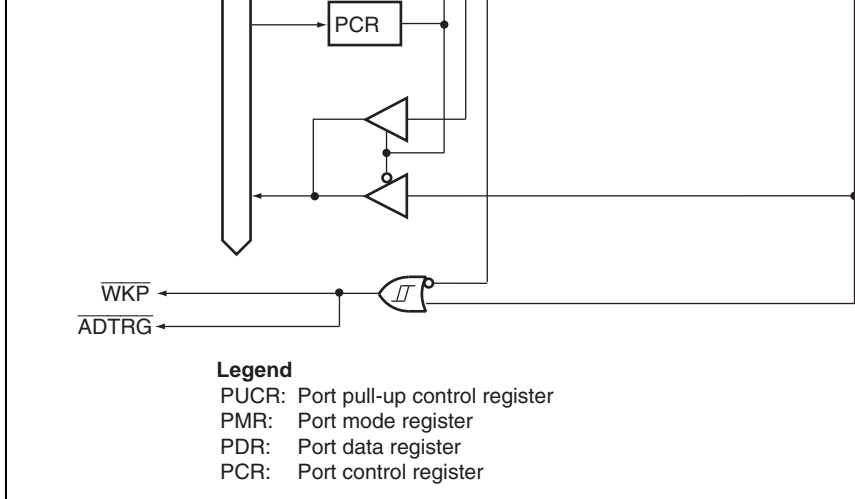 PCR
WKP
ADTRG
Legend
PUCR: Port pull-up control register
PMR: Port mode register
PDR: Port data register
PCR: Port control register